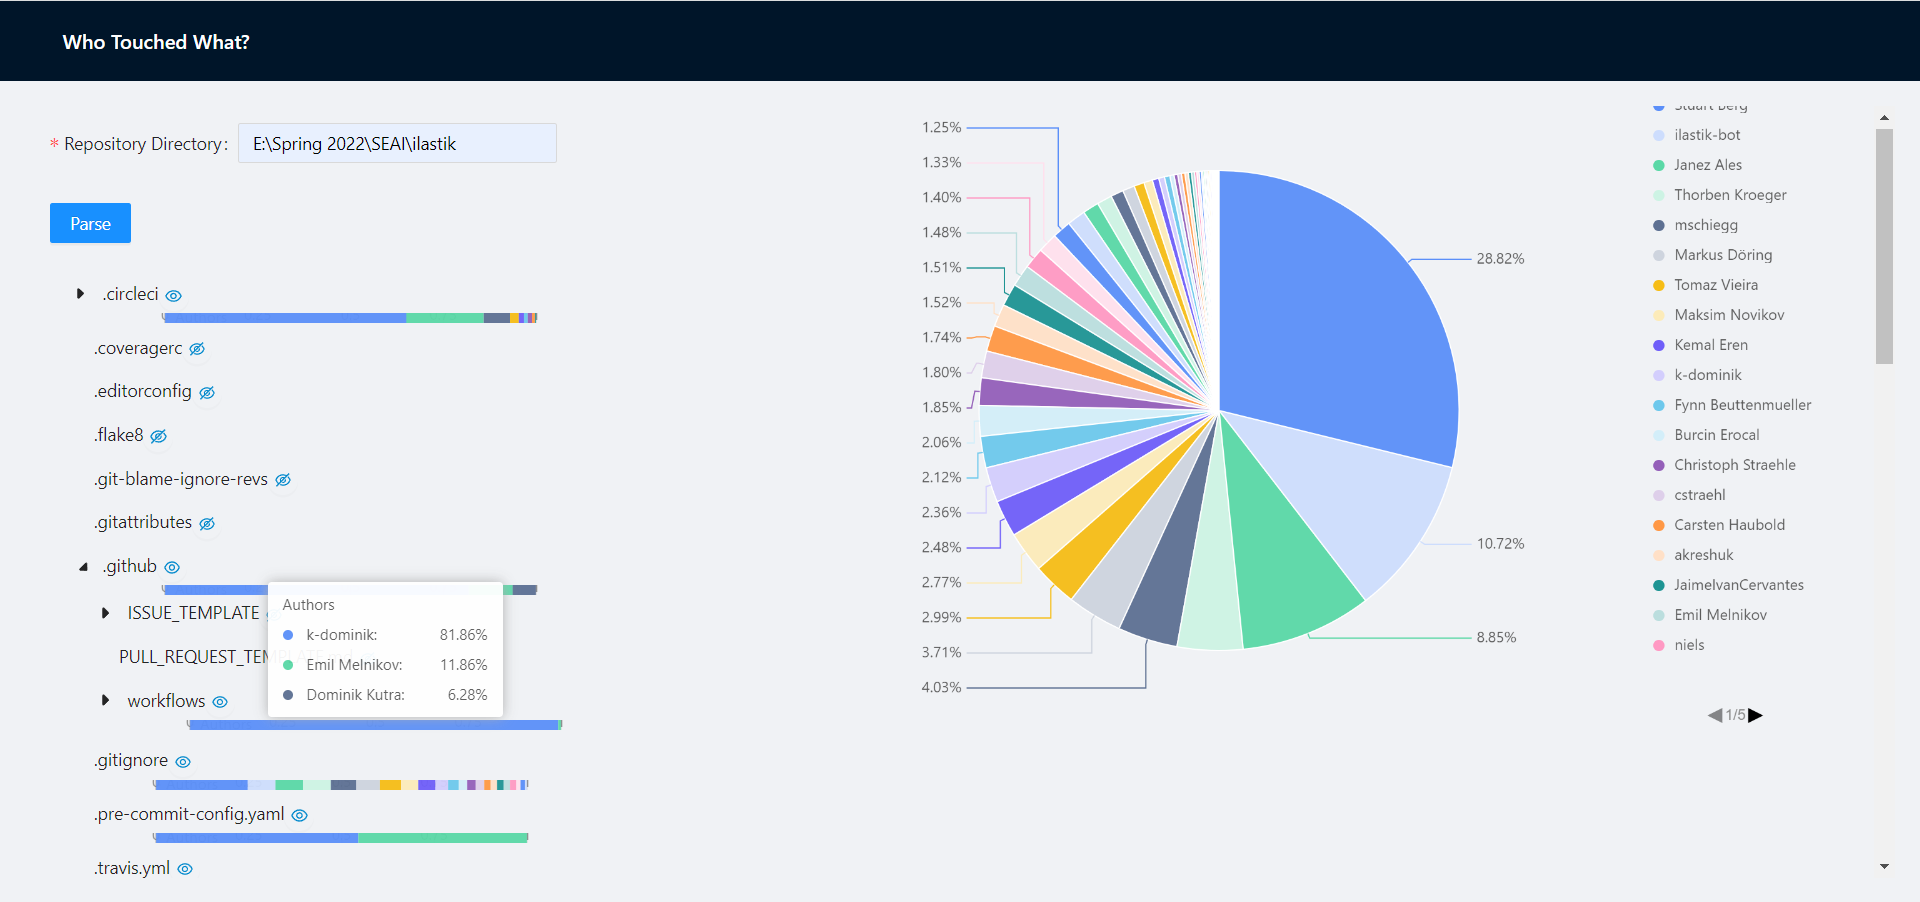 Who Touched What?
* Repository Directory:
E:\Spring 2022\SEAI\ilastik
Parse
.circleci
.coveragerc
.editorconfig
.flake8
.git-blame-ignore-revs
.gitattributes
.github
ISSUE_TEMPLATE
PULL_REQUEST_TEM
workflows
.gitignore
.pre-commit-config.yaml
.travis.yml
Authors
k-dominik: 81.86%
Emil Melnikov: 11.86%
Dominik Kutra: 6.28%
1.25%
1.33%
1.40%
1.48%
1.51%
1.52%
1.74%
1.80%
1.85%
2.06%
2.12%
2.36%
2.48%
2.77%
2.99%
3.71%
4.03%
28.82%
10.72%
8.85%
Stuart Berg
ilastik-bot
Janez Ales
Thorben Kroeger
mschiegg
Markus Döring
Tomaz Vieira
Maksim Novikov
Kemal Eren
k-dominik
Fynn Beuttenmueller
Burcin Erocal
Christoph Straehle
cstraehl
Carsten Haubold
akreshuk
JaimeIvanCervantes
Emil Melnikov
niels
1/5